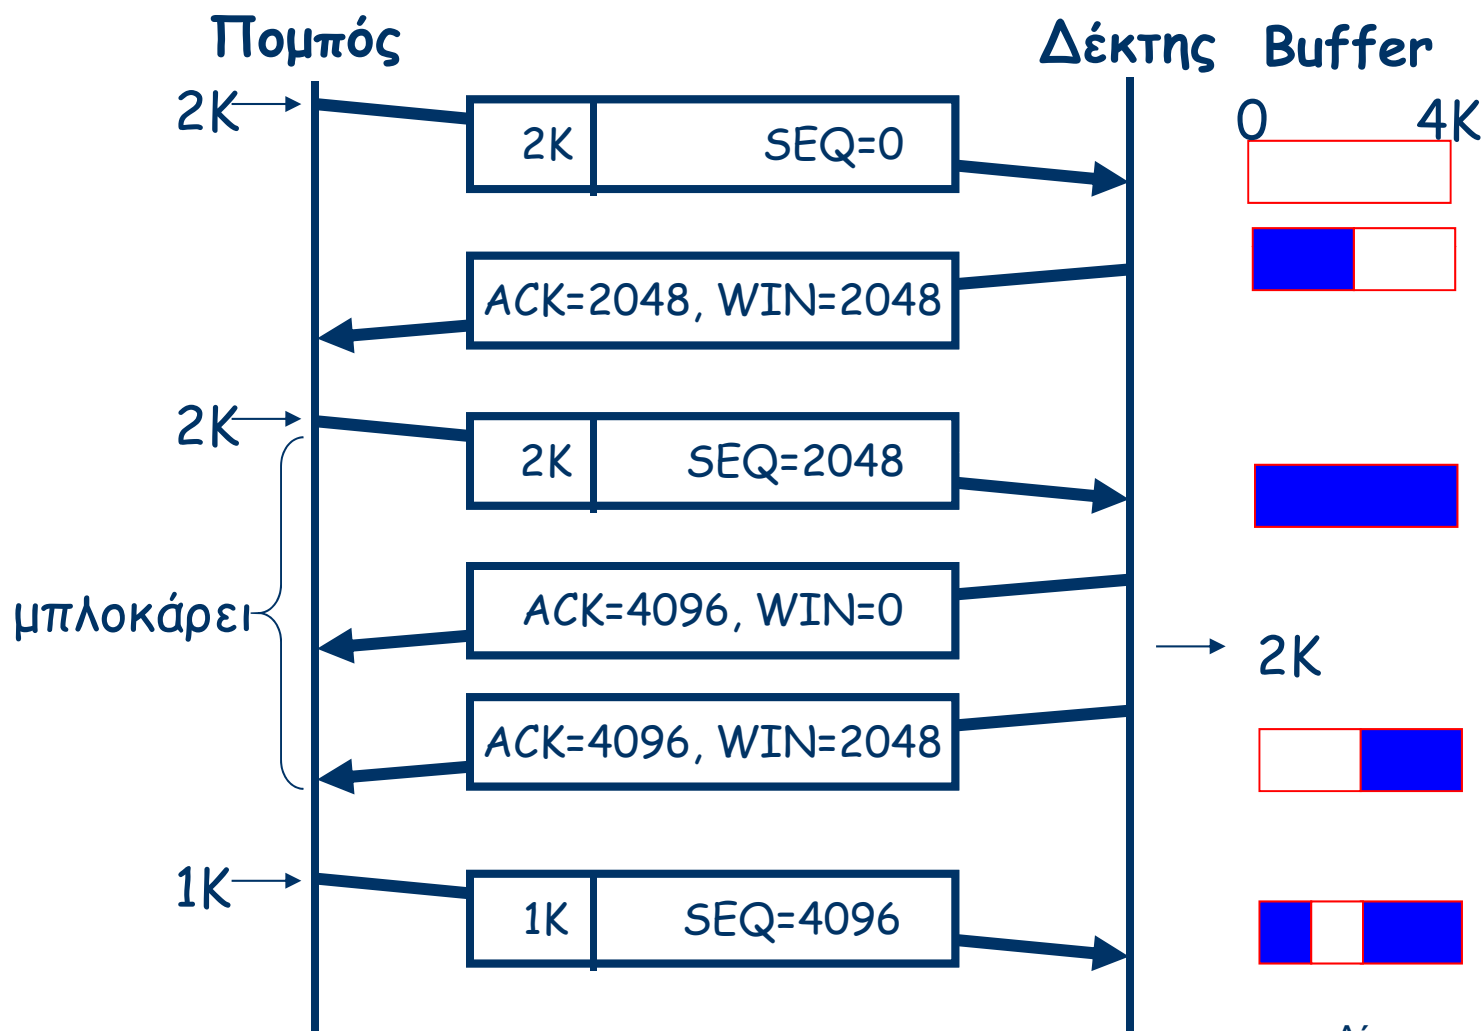 Πομπός Δέκτης Buffer
2K 0 4K
2K SEQ=0
ACK=2048, WIN=2048
2K
2K SEQ=2048
ACK=4096, WIN=0
μπλοκάρει
2K
ACK=4096, WIN=2048
1K
1K SEQ=4096